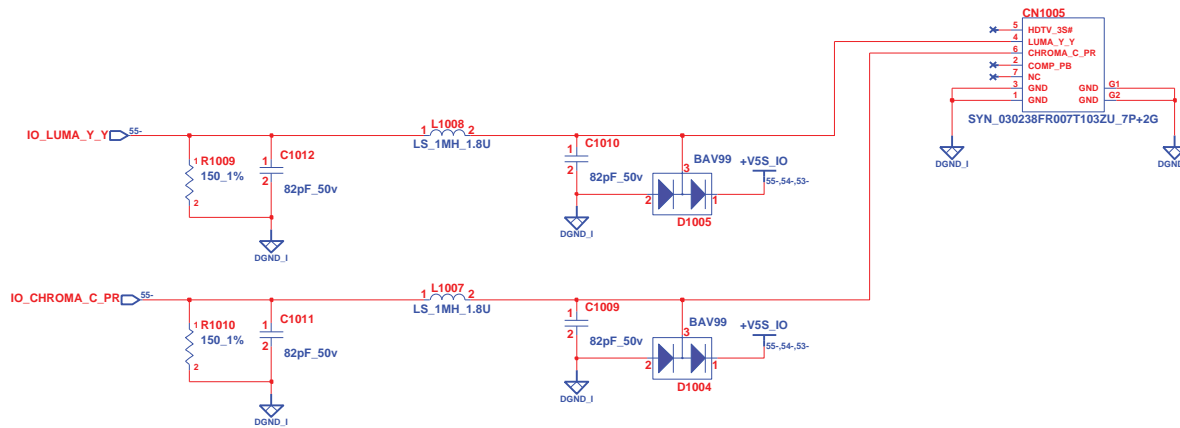 CN1005
5 HDTV_3S#
4 LUMA_Y_Y
6 CHROMA_C_PR
2 COMP_PB
7 NC
3 GND GND G1
1 GND GND G2
SYN_030238FR007T103ZU_7P+2G
DGND_I
DGND_I
IO_LUMA_Y_Y 55-
1 L1008 2
LS_1MH_1.8U
1 R1009
150_1%
2
1 C1012
2
82pF_50v
1 C1010
2
82pF_50v
BAV99
3
2 1
D1005
+V5S_IO
55-,54-,53-
DGND_I
DGND_I
IO_CHROMA_C_PR 55-
1 L1007 2
LS_1MH_1.8U
1 R1010
150_1%
2
1 C1011
2
82pF_50v
1 C1009
2
82pF_50v
BAV99
3
2 1
D1004
+V5S_IO
55-,54-,53-
DGND_I
DGND_I